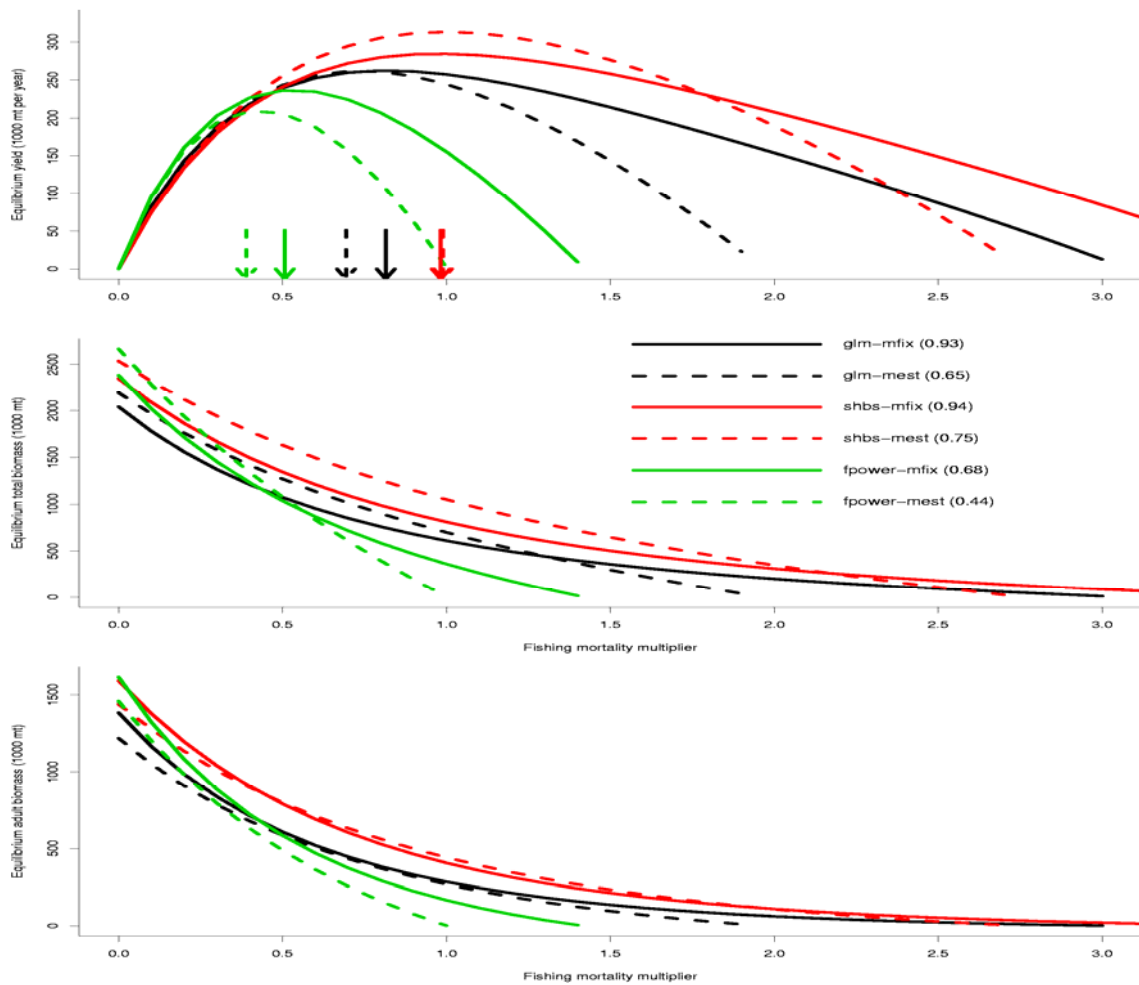 Equilibrium yield (1000 mt per year)
300
250
200
150
100
50
0
0.0 0.5 1.0 1.5 2.0 2.5 3.0
Equilibrium total biomass (1000 mt)
2500
2000
1500
1000
500
0
glm−mfix (0.93)
glm−mest (0.65)
shbs−mfix (0.94)
shbs−mest (0.75)
fpower−mfix (0.68)
fpower−mest (0.44)
0.0 0.5 1.0 1.5 2.0 2.5 3.0
Fishing mortality multiplier
Equilibrium adult biomass (1000 mt)
1500
1000
500
0
0.0 0.5 1.0 1.5 2.0 2.5 3.0
Fishing mortality multiplier